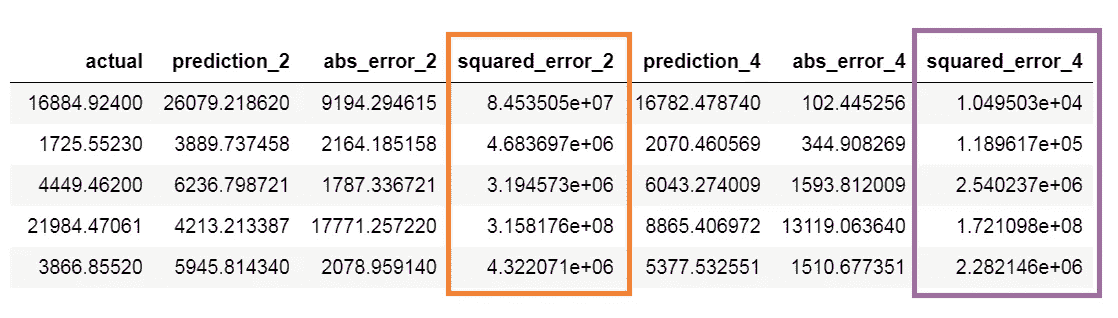 actual prediction_2 abs_error_2 squared_error_2 prediction_4 abs_error_4 squared_error_4
16884.92400 26079.218620 9194.294615 8.453505e+07 16782.478740 102.445256 1.049503e+04
1725.55230 3889.737458 2164.185158 4.683697e+06 2070.460569 344.908269 1.189617e+05
4449.46200 6236.798721 1787.336721 3.194573e+06 6043.274009 1593.812009 2.540237e+06
21984.47061 4213.213387 17771.257220 3.158176e+08 8865.406972 13119.063640 1.721098e+08
3866.85520 5945.814340 2078.959140 4.322071e+06 5377.532551 1510.677351 2.282146e+06